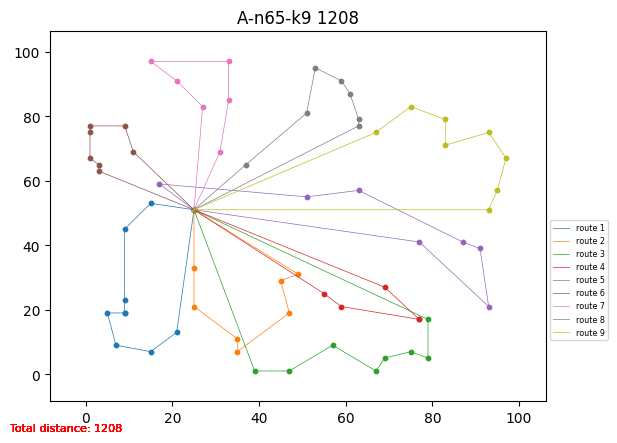 A-n65-k9 1208
100
80
60
40
20
0
0 20 40 60 80 100
route 1
route 2
route 3
route 4
route 5
route 6
route 7
route 8
route 9
Total distance: 1208